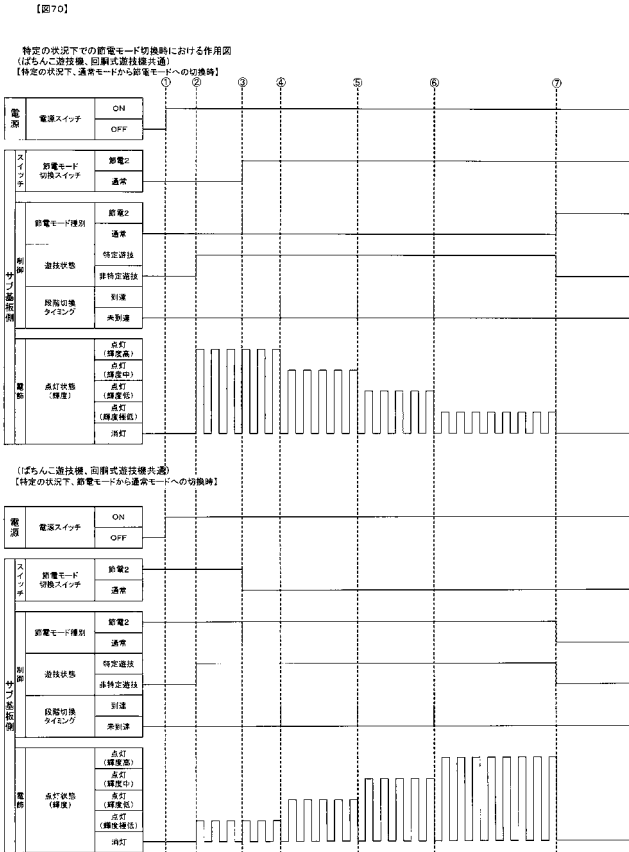 【図70】
特定の状況下での節電モード切換時における作用図
(ぱちんこ遊技機、回胴式遊技機共通)
【特定の状況下、通常モードから節電モードへの切換時】
① ② ③ ④ ⑤ ⑥ ⑦
電源
電源スイッチ
ON
OFF
サブ基板側
スイッチ
節電モード
切換スイッチ
節電2
通常
制御
節電モード種別
節電2
通常
遊技状態
特定遊技
非特定遊技
段階切換
タイミング
到達
未到達
電飾
点灯状態
(輝度)
点灯
(輝度高)
点灯
(輝度中)
点灯
(輝度低)
点灯
(輝度極低)
消灯
(ぱちんこ遊技機、回胴式遊技機共通)
【特定の状況下、節電モードから通常モードへの切換時】
電源
電源スイッチ
ON
OFF
サブ基板側
スイッチ
節電モード
切換スイッチ
節電2
通常
制御
節電モード種別
節電2
通常
遊技状態
特定遊技
非特定遊技
段階切換
タイミング
到達
未到達
電飾
点灯状態
(輝度)
点灯
(輝度高)
点灯
(輝度中)
点灯
(輝度低)
点灯
(輝度極低)
消灯